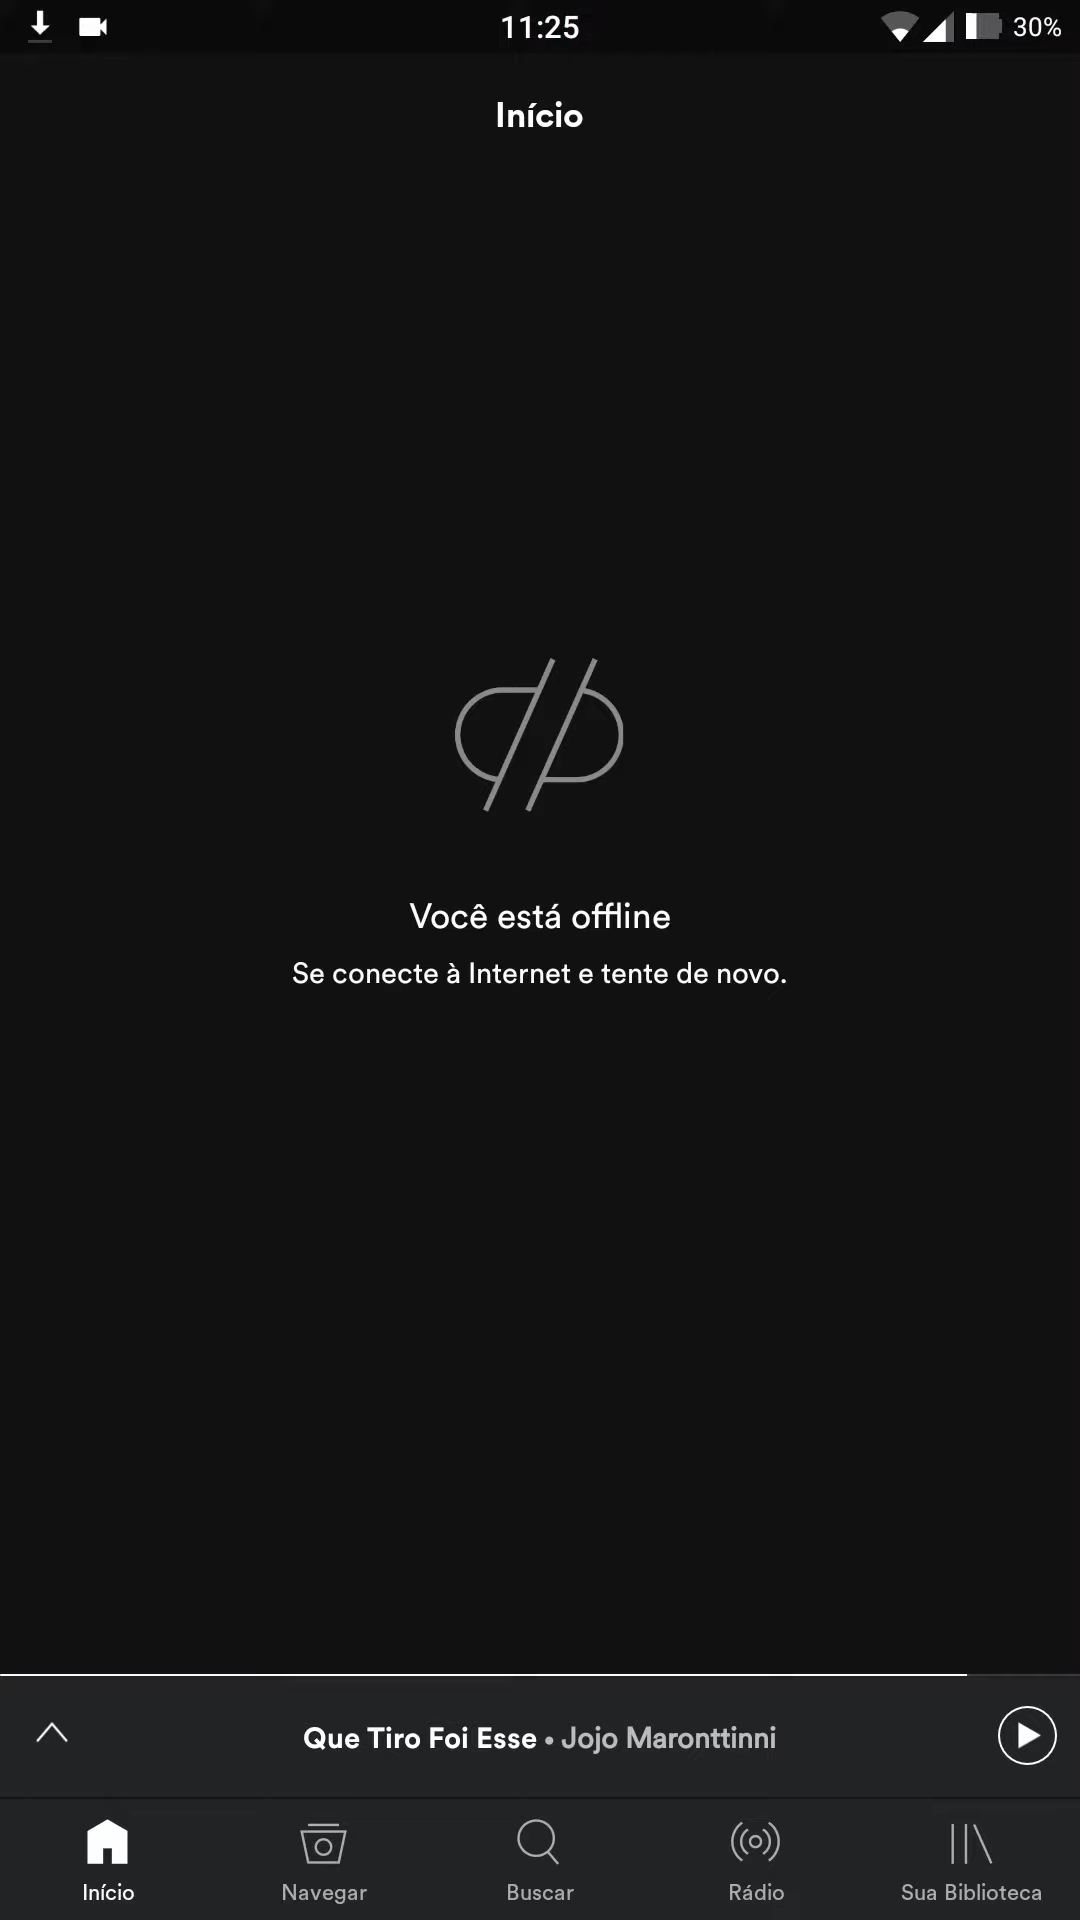 11:25
30%
Início
Você está offline
Se conecte à Internet e tente de novo.
Que Tiro Foi Esse • Jojo Maronttinni
Início
Navegar
Buscar
Rádio
Sua Biblioteca